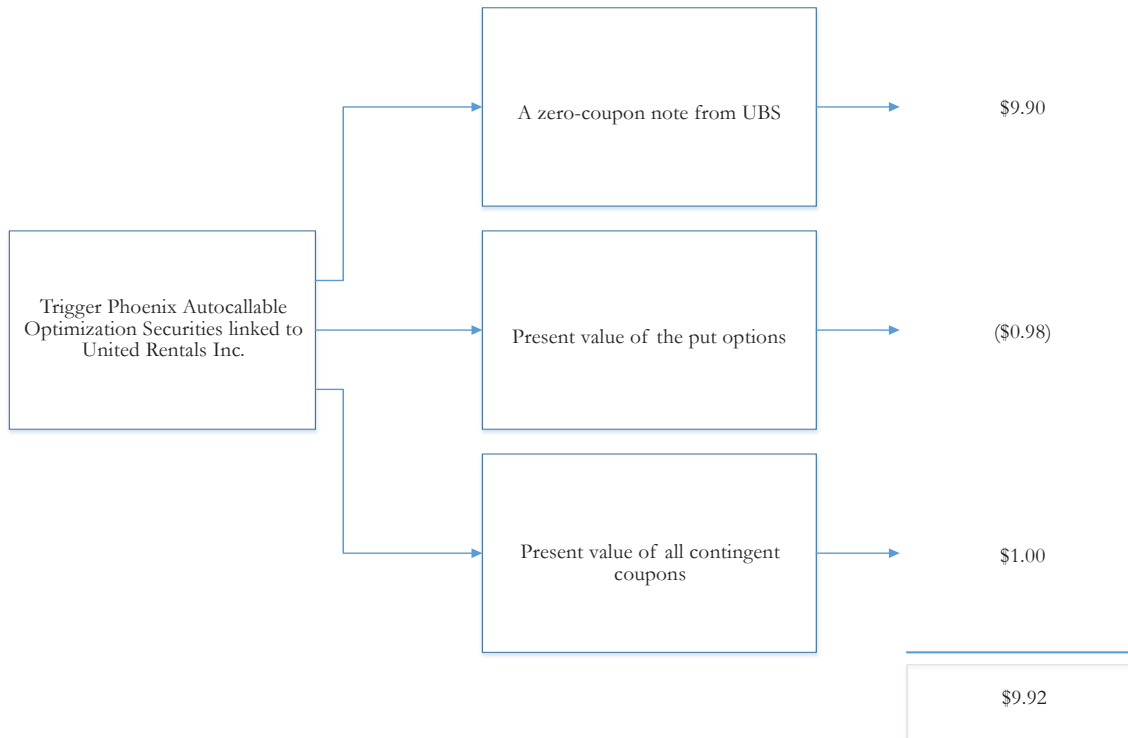 A zero-coupon note from UBS
$9.90
Trigger Phoenix Autocallable
Optimization Securities linked to
United Rentals Inc.
Present value of the put options
($0.98)
Present value of all contingent
coupons
$1.00
$9.92